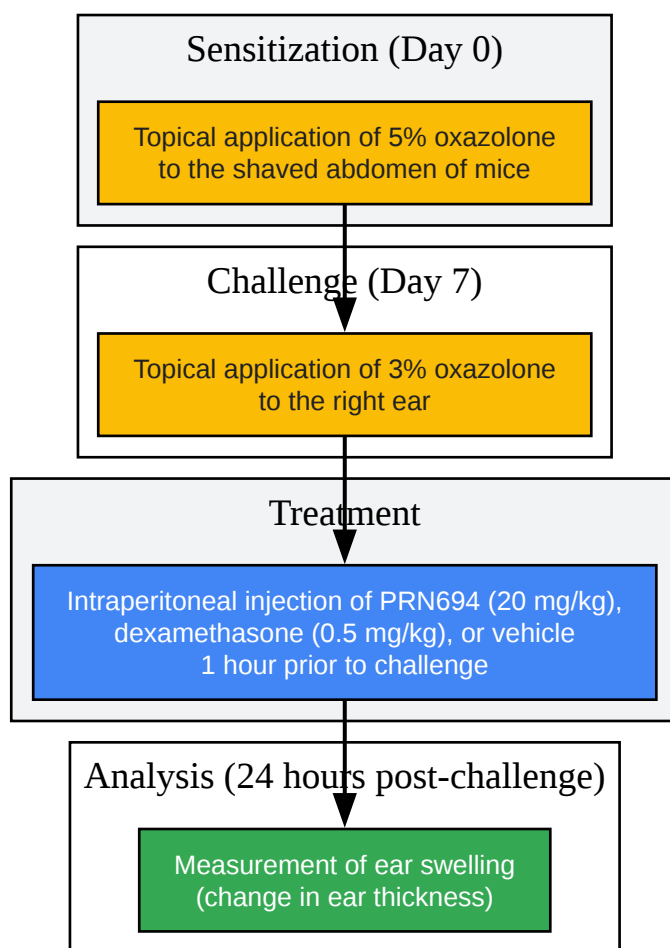 Sensitization (Day 0)
Topical application of 5% oxazolone
to the shaved abdomen of mice
Challenge (Day 7)
Topical application of 3% oxazolone
to the right ear
Treatment
Intraperitoneal injection of PRN694 (20 mg/kg),
dexamethasone (0.5 mg/kg), or vehicle
1 hour prior to challenge
Analysis (24 hours post-challenge)
Measurement of ear swelling
(change in ear thickness)